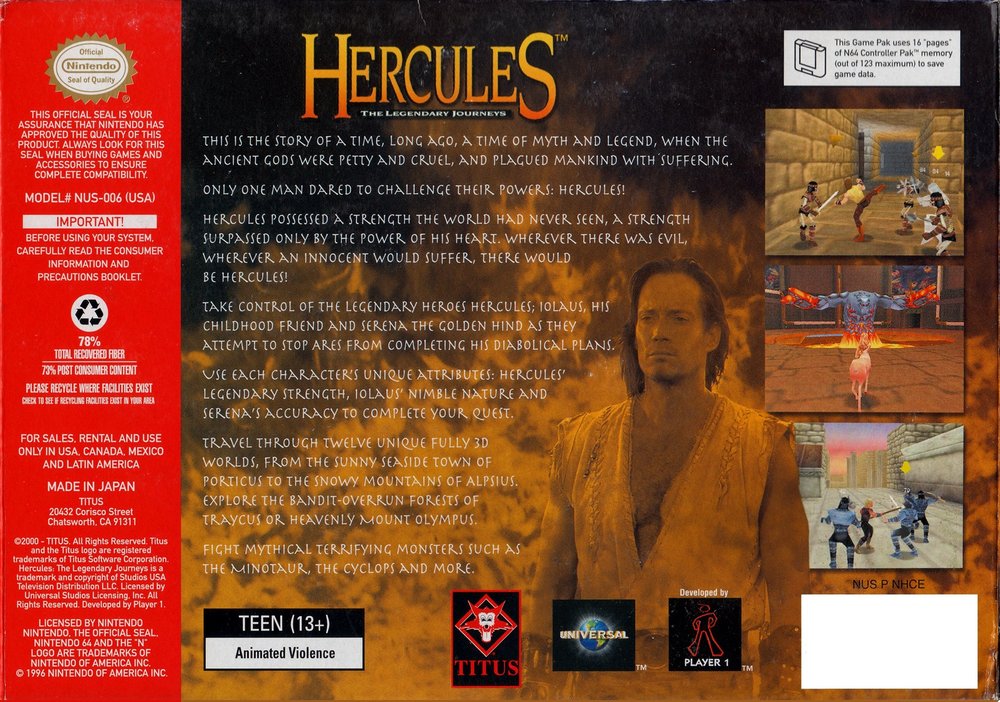 Official
Nintendo
Seal of Quality
®
THIS OFFICIAL SEAL IS YOUR
ASSURANCE THAT NINTENDO HAS
APPROVED THE QUALITY OF THIS
PRODUCT. ALWAYS LOOK FOR THIS
SEAL WHEN BUYING GAMES AND
ACCESSORIES TO ENSURE
COMPLETE COMPATIBILITY.
MODEL# NUS-006 (USA)
IMPORTANT!
BEFORE USING YOUR SYSTEM,
CAREFULLY READ THE CONSUMER
INFORMATION AND
PRECAUTIONS BOOKLET.
78%
TOTAL RECOVERED FIBER
73% POST CONSUMER CONTENT
PLEASE RECYCLE WHERE FACILITIES EXIST
CHECK TO SEE IF RECYCLING FACILITIES EXIST IN YOUR AREA
FOR SALES, RENTAL AND USE
ONLY IN USA, CANADA, MEXICO
AND LATIN AMERICA
MADE IN JAPAN
TITUS
20432 Corisco Street
Chatsworth, CA 91311
©2000 - TITUS. All Rights Reserved. Titus
and the Titus logo are registered
trademarks of Titus Software Corporation.
Hercules: The Legendary Journeys is a
trademark and copyright of Studios USA
Television Distribution LLC. Licensed by
Universal Studios Licensing, Inc. All
Rights Reserved. Developed by Player 1.
LICENSED BY NINTENDO
NINTENDO, THE OFFICIAL SEAL,
NINTENDO 64 AND THE "N"
LOGO ARE TRADEMARKS OF
NINTENDO OF AMERICA INC.
© 1996 NINTENDO OF AMERICA INC.
HERCULES™
THE LEGENDARY JOURNEYS
THIS IS THE STORY OF A TIME, LONG AGO, A TIME OF MYTH AND LEGEND, WHEN THE
ANCIENT GODS WERE PETTY AND CRUEL, AND PLAGUED MANKIND WITH SUFFERING.
ONLY ONE MAN DARED TO CHALLENGE THEIR POWERS: HERCULES!
HERCULES POSSESSED A STRENGTH THE WORLD HAD NEVER SEEN, A STRENGTH
SURPASSED ONLY BY THE POWER OF HIS HEART. WHEREVER THERE WAS EVIL,
WHEREVER AN INNOCENT WOULD SUFFER, THERE WOULD
BE HERCULES!
TAKE CONTROL OF THE LEGENDARY HEROES HERCULES; IOLAUS, HIS
CHILDHOOD FRIEND AND SERENA THE GOLDEN HIND AS THEY
ATTEMPT TO STOP ARES FROM COMPLETING HIS DIABOLICAL PLANS.
USE EACH CHARACTER'S UNIQUE ATTRIBUTES: HERCULES'
LEGENDARY STRENGTH, IOLAUS' NIMBLE NATURE AND
SERENA'S ACCURACY TO COMPLETE YOUR QUEST.
TRAVEL THROUGH TWELVE UNIQUE FULLY 3D
WORLDS, FROM THE SUNNY SEASIDE TOWN OF
PORTICUS TO THE SNOWY MOUNTAINS OF ALPSIUS.
EXPLORE THE BANDIT-OVERRUN FORESTS OF
TRAYCUS OR HEAVENLY MOUNT OLYMPUS.
FIGHT MYTHICAL TERRIFYING MONSTERS SUCH AS
THE MINOTAUR, THE CYCLOPS AND MORE.
TEEN (13+)
Animated Violence
TITUS
UNIVERSAL
TM
Developed by
PLAYER 1
TM
This Game Pak uses 16 "pages"
of N64 Controller Pak™ memory
(out of 123 maximum) to save
game data.
NUS P NHCE